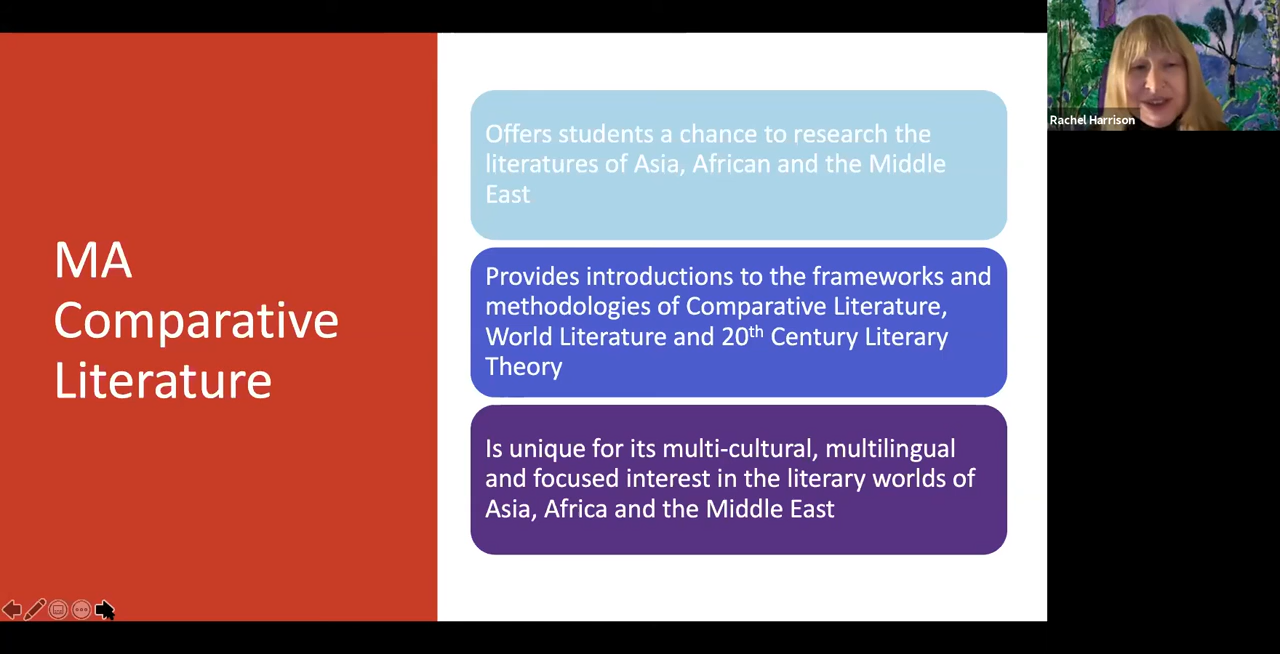 MA
Comparative
Literature
Offers students a chance to research the
literatures of Asia, African and the Middle
East
Provides introductions to the frameworks and
methodologies of Comparative Literature,
World Literature and 20th Century Literary
Theory
Is unique for its multi-cultural, multilingual
and focused interest in the literary worlds of
Asia, Africa and the Middle East
Rachel Harrison